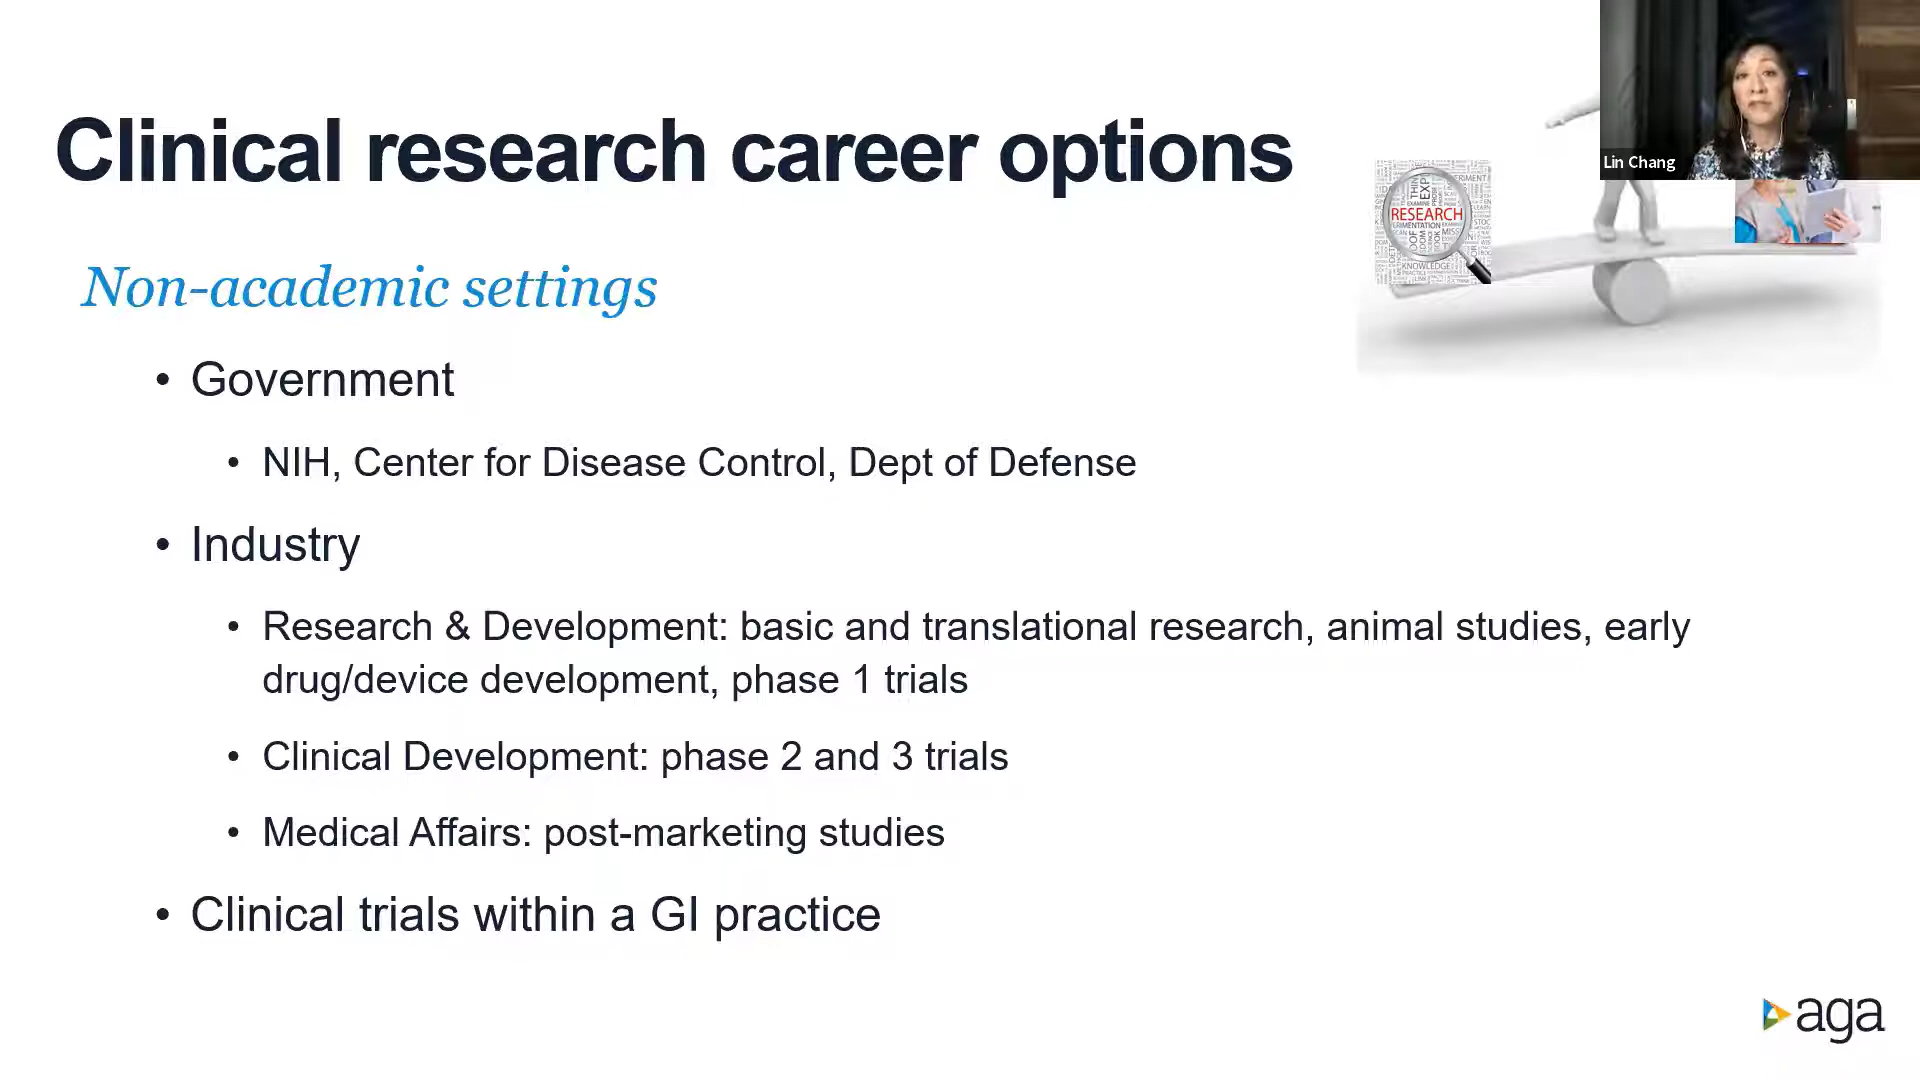 Clinical research career options
Lin Chang
RESEARCH
KNOWLEDGE
Non-academic settings
• Government
• NIH, Center for Disease Control, Dept of Defense
• Industry
• Research & Development: basic and translational research, animal studies, early
drug/device development, phase 1 trials
• Clinical Development: phase 2 and 3 trials
• Medical Affairs: post-marketing studies
• Clinical trials within a GI practice
aga